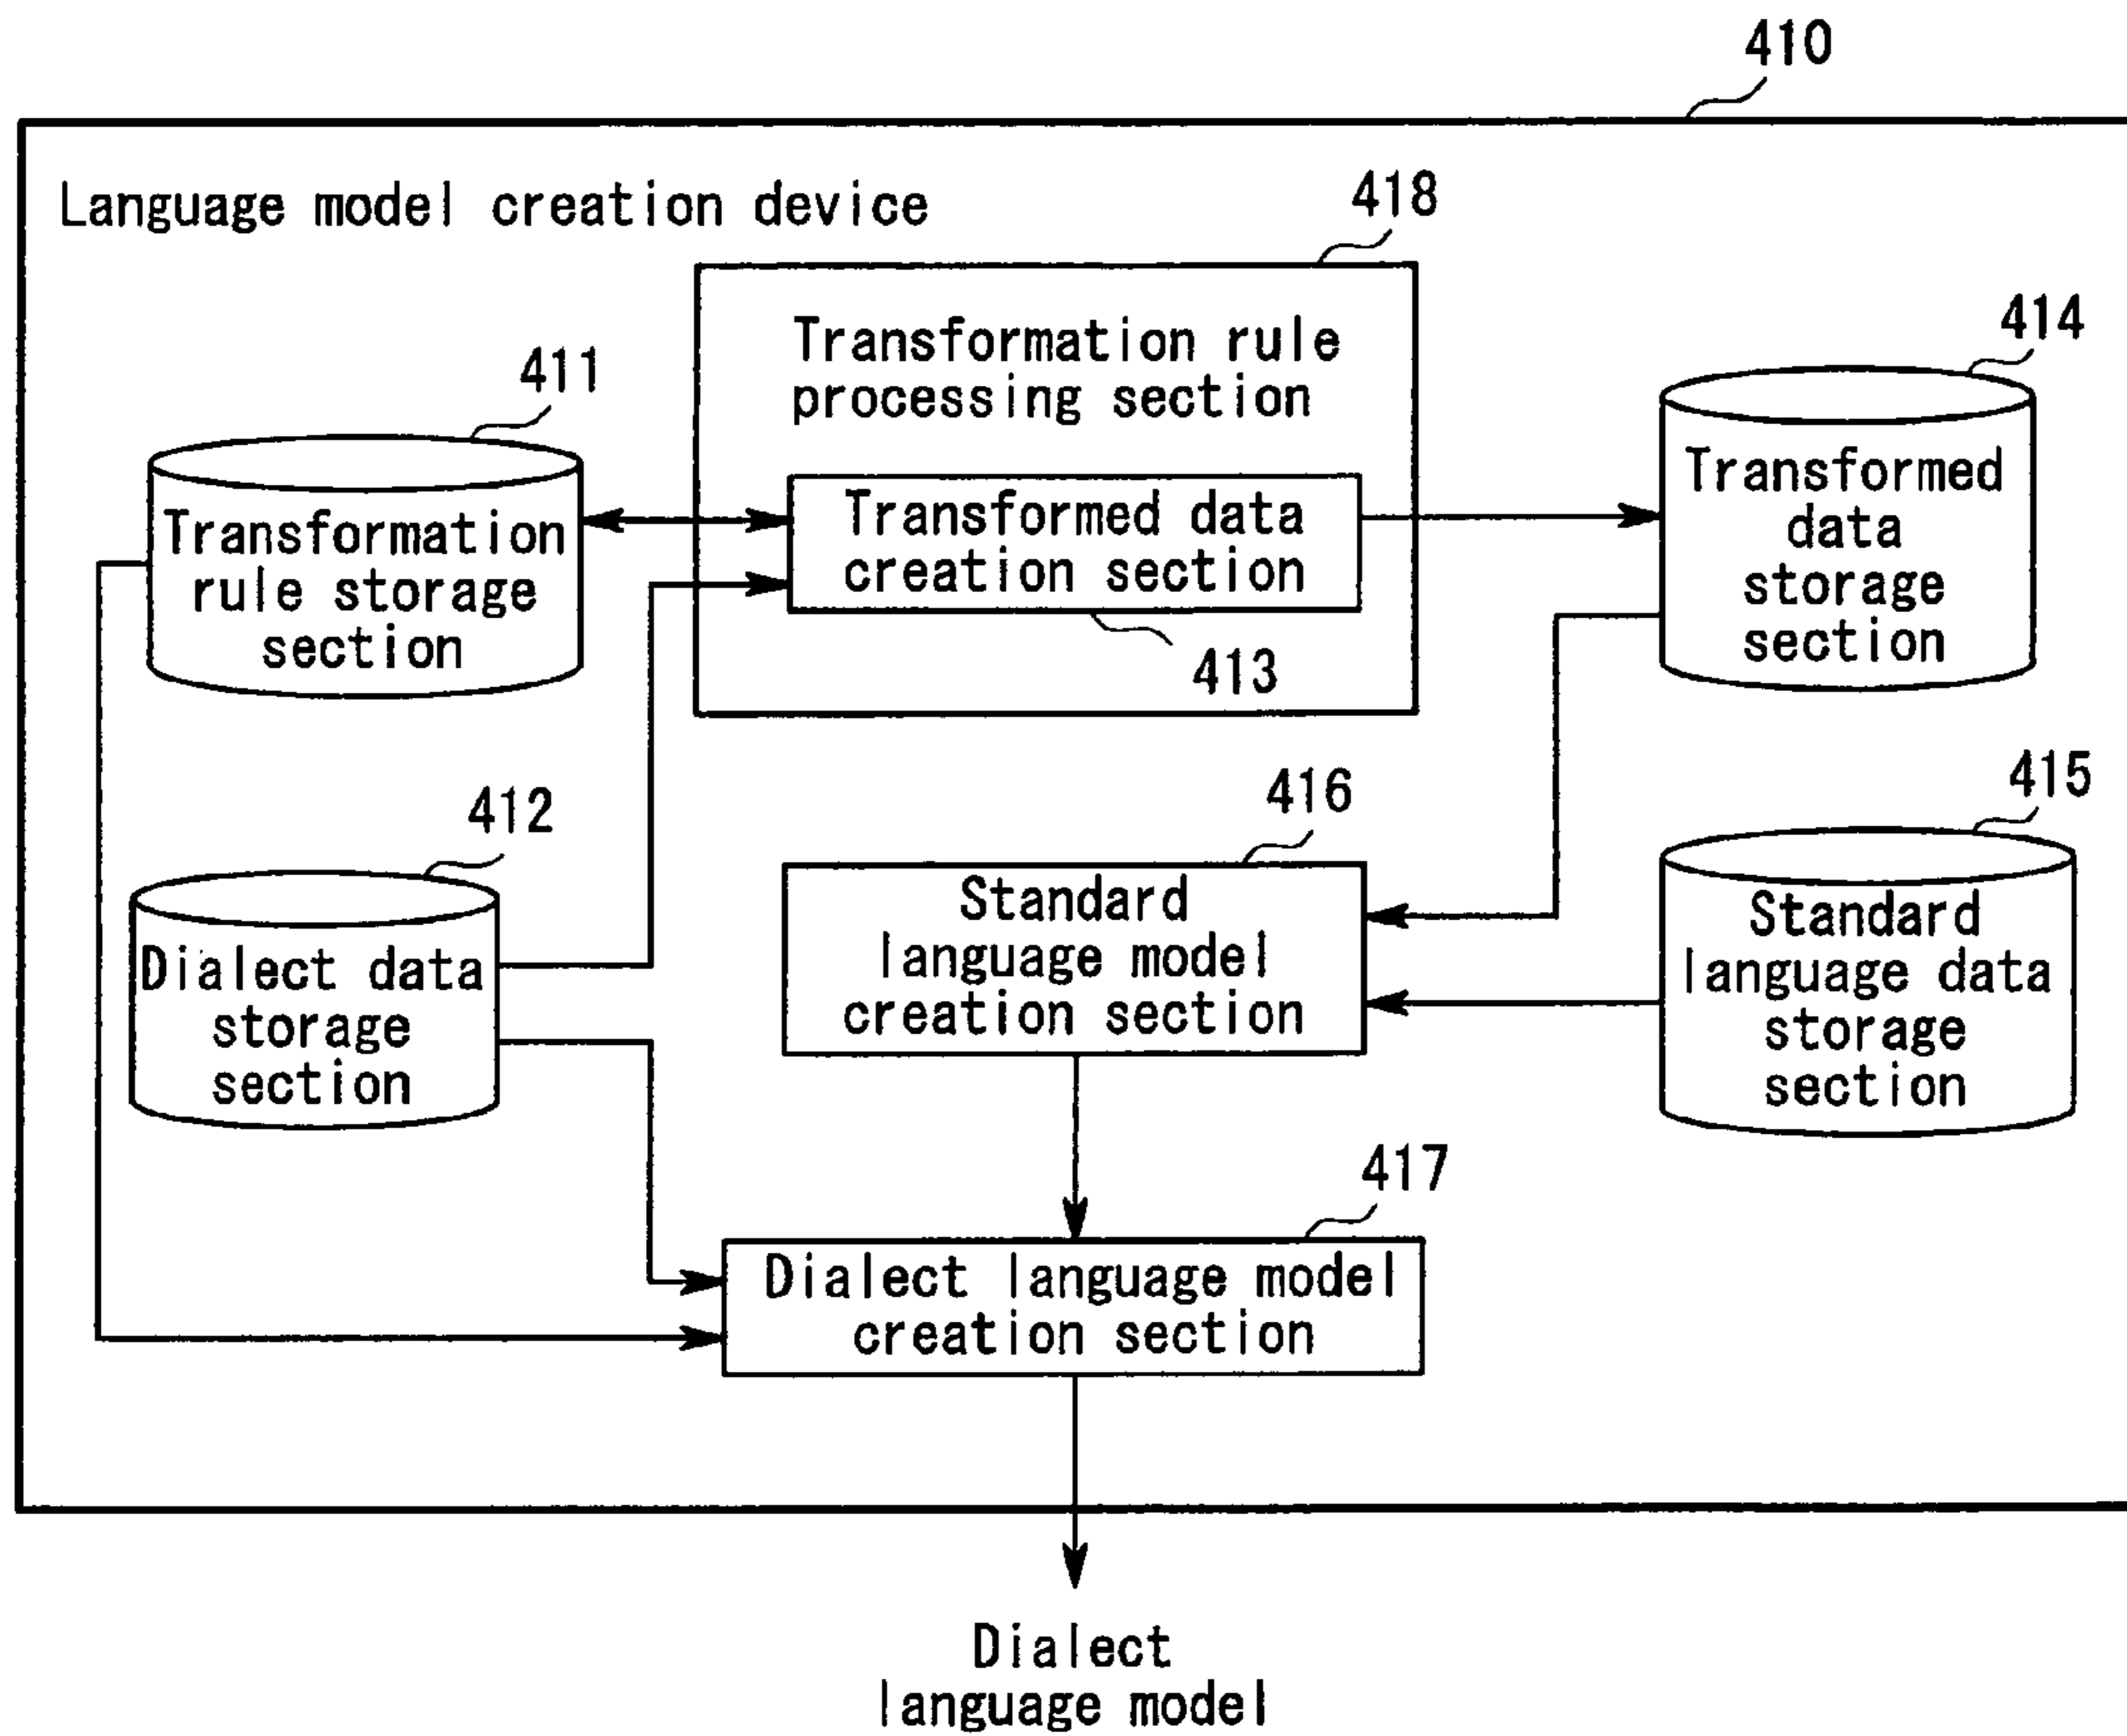 410
Language model creation device
418
Transformation rule
processing section
414
411
Transformed
data
storage
section
Transformed data
creation section
Transformation
rule storage
section
413
415
416
412
Standard
language model
creation section
Standard
language data
storage
section
Dialect data
storage
section
417
Dialect language model
creation section
Dialect
language model